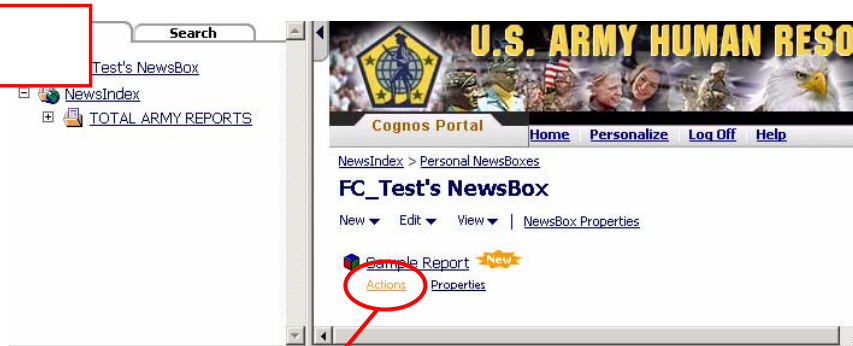 Search
Test's NewsBox
NewsIndex
TOTAL ARMY REPORTS
U.S. ARMY HUMAN RESO
Cognos Portal
Home Personalize Log Off Help
NewsIndex > Personal NewsBoxes
FC_Test's NewsBox
New Edit View | NewsBox Properties
Sample Report New
Actions Properties